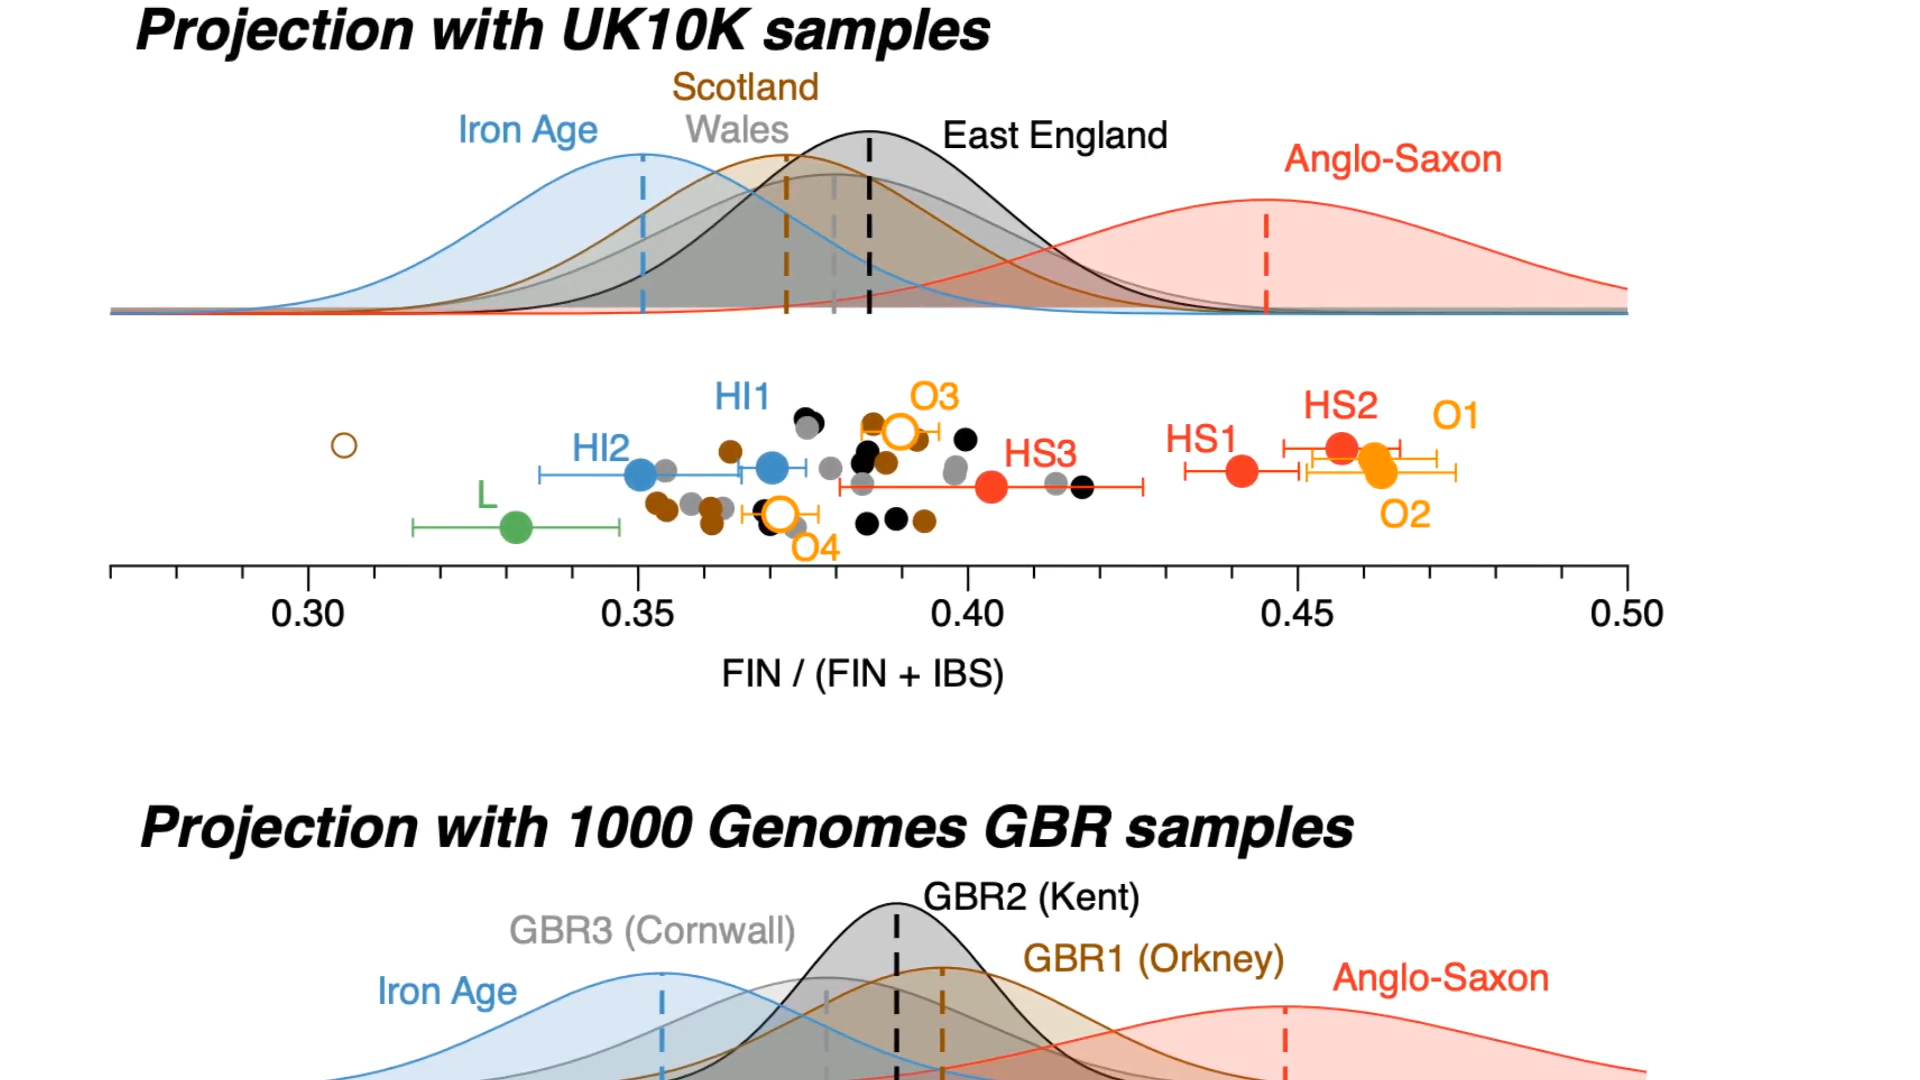 Projection with UK10K samples
Scotland
Iron Age
Wales
East England
Anglo-Saxon
HI1
O3
HS2
O1
HI2
HS3
HS1
L
O4
O2
0.30
0.35
0.40
0.45
0.50
FIN / (FIN + IBS)
Projection with 1000 Genomes GBR samples
GBR2 (Kent)
GBR3 (Cornwall)
GBR1 (Orkney)
Iron Age
Anglo-Saxon